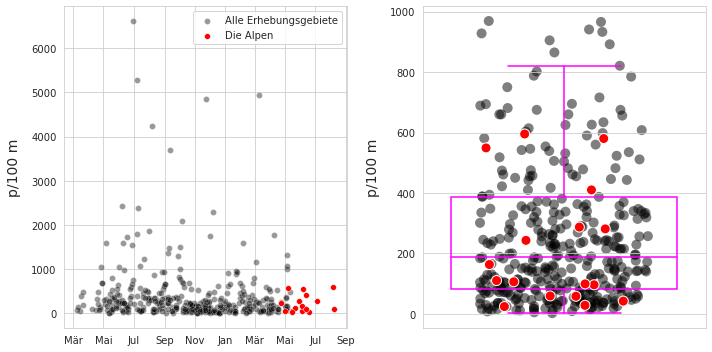 Alle Erhebungsgebiete
Die Alpen
p/100 m
6000
5000
4000
3000
2000
1000
0
Mär Mai Jul Sep Nov Jan Mär Mai Jul Sep
p/100 m
1000
800
600
400
200
0